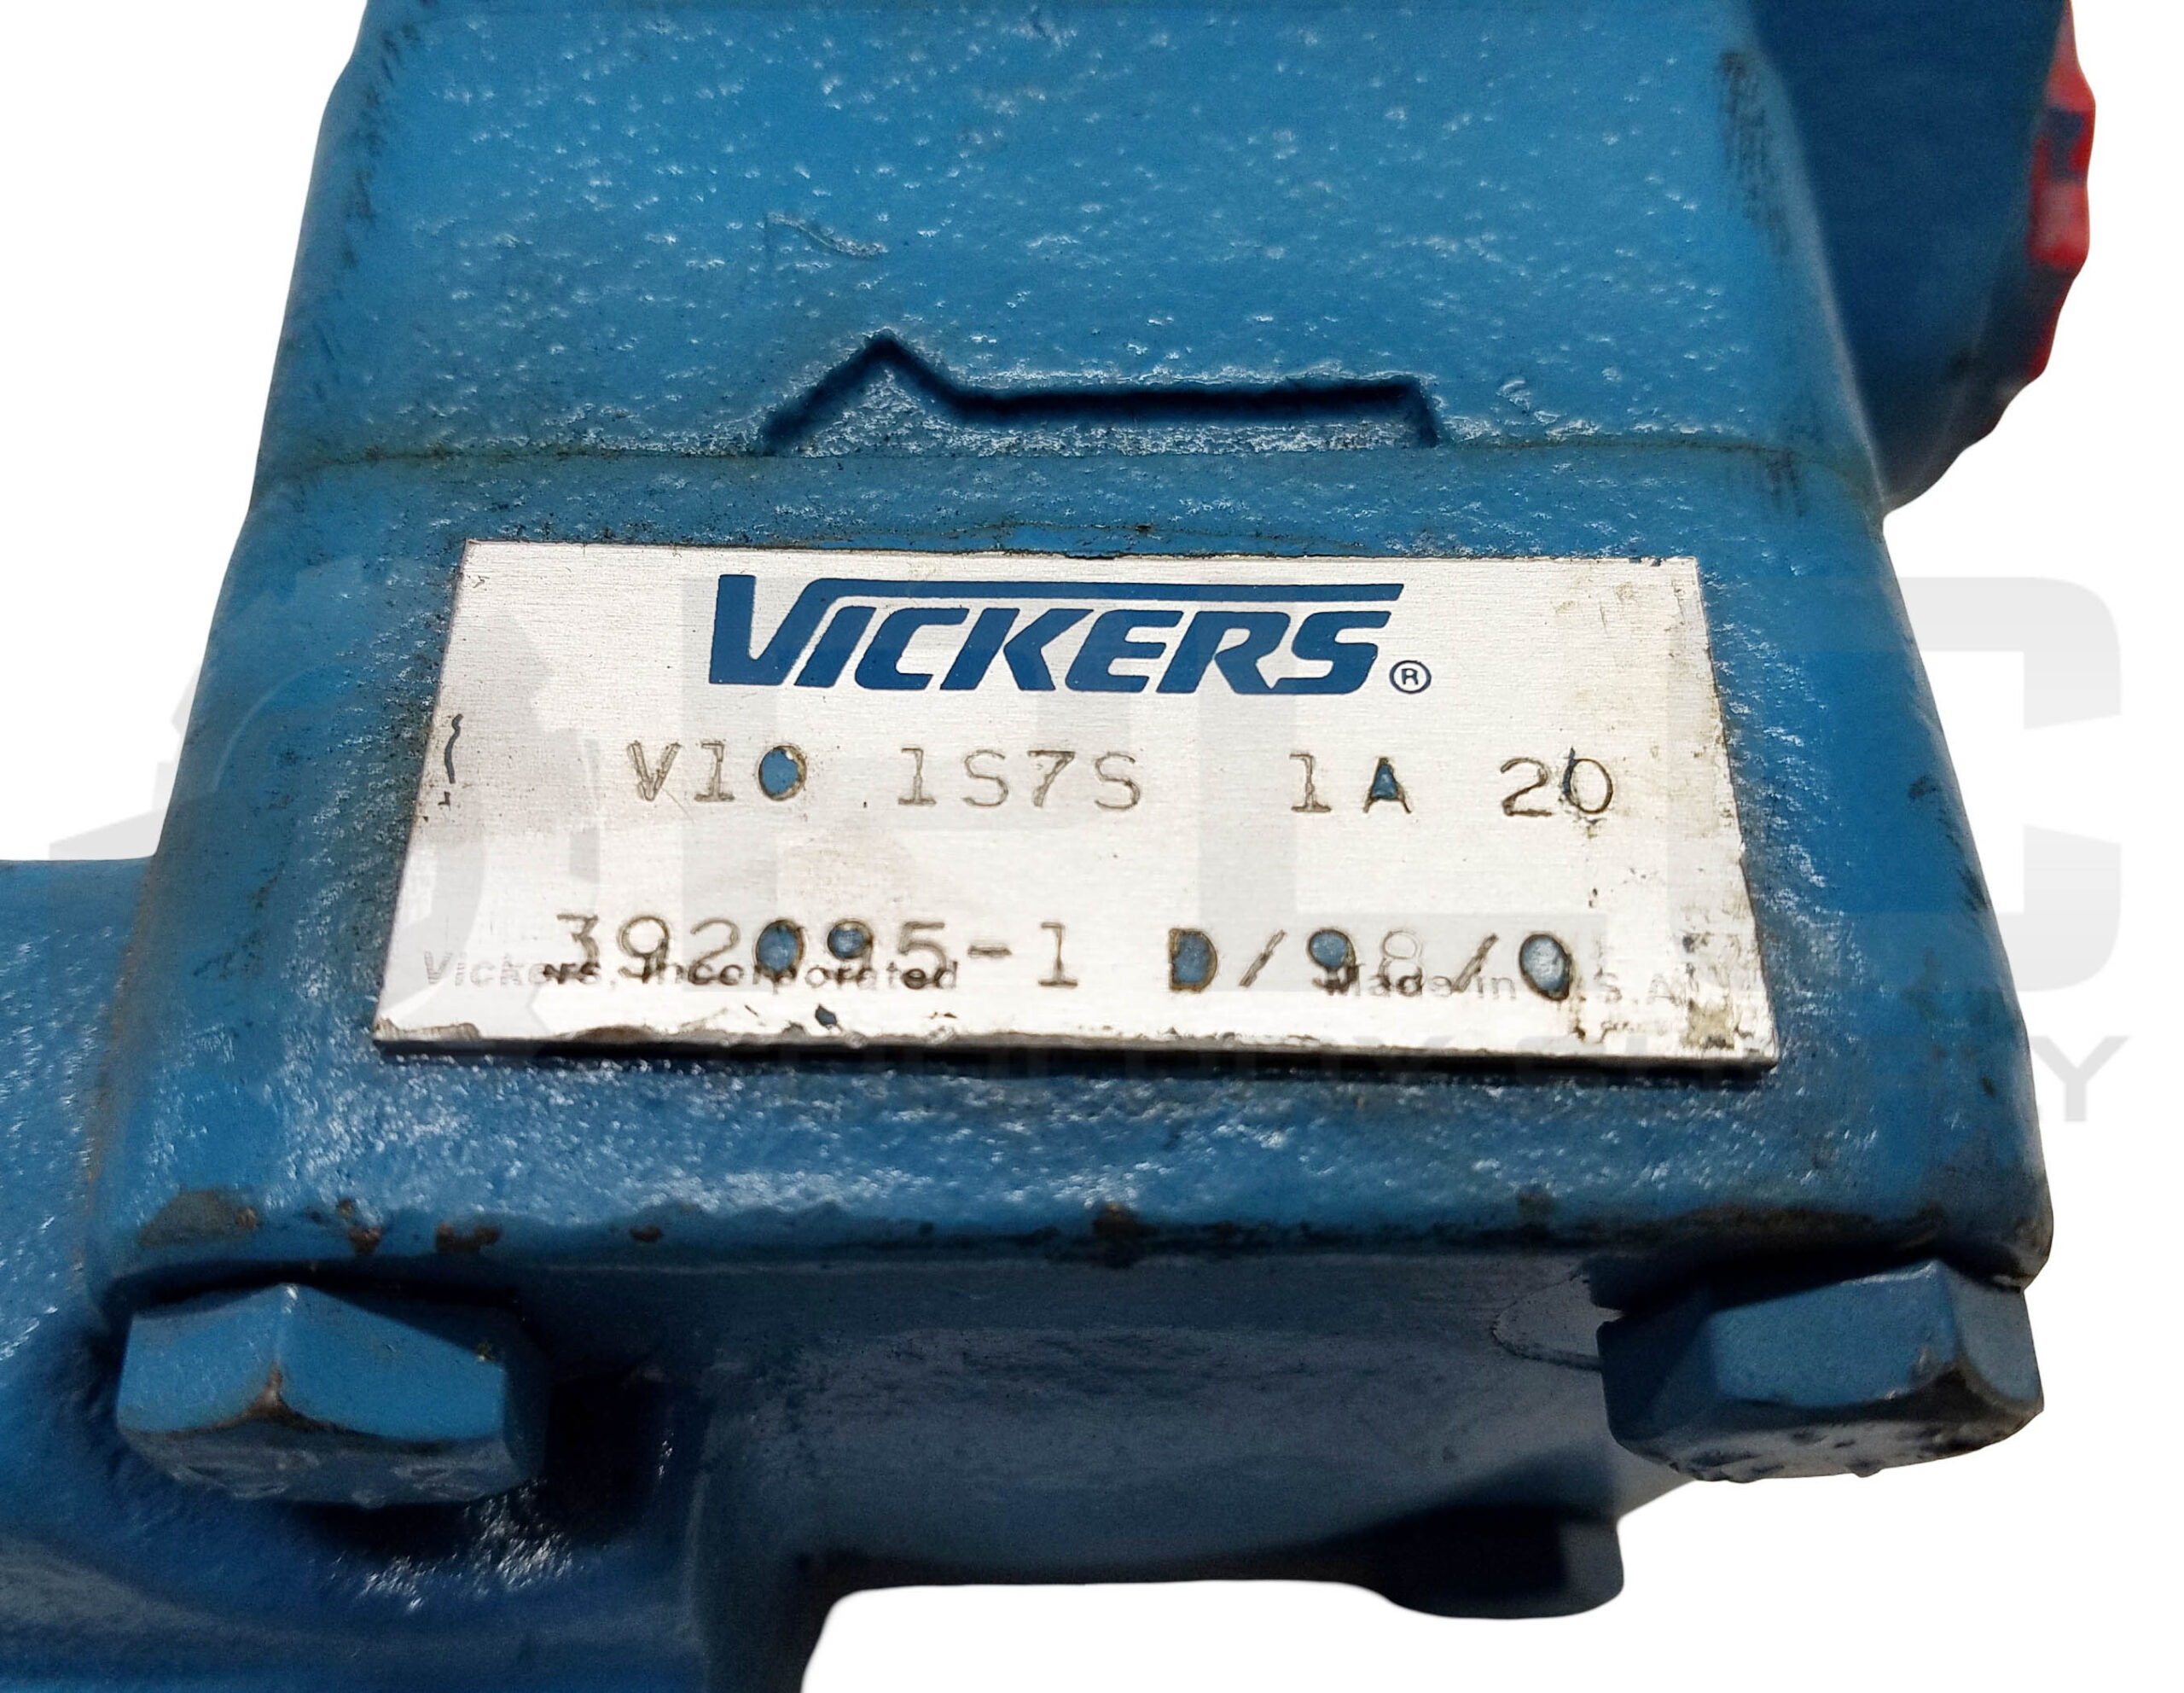 VICKERS®
V10 1S7S 1A 20
392095-1 D/98/0
Vickers, Incorporated Made in U.S.A.